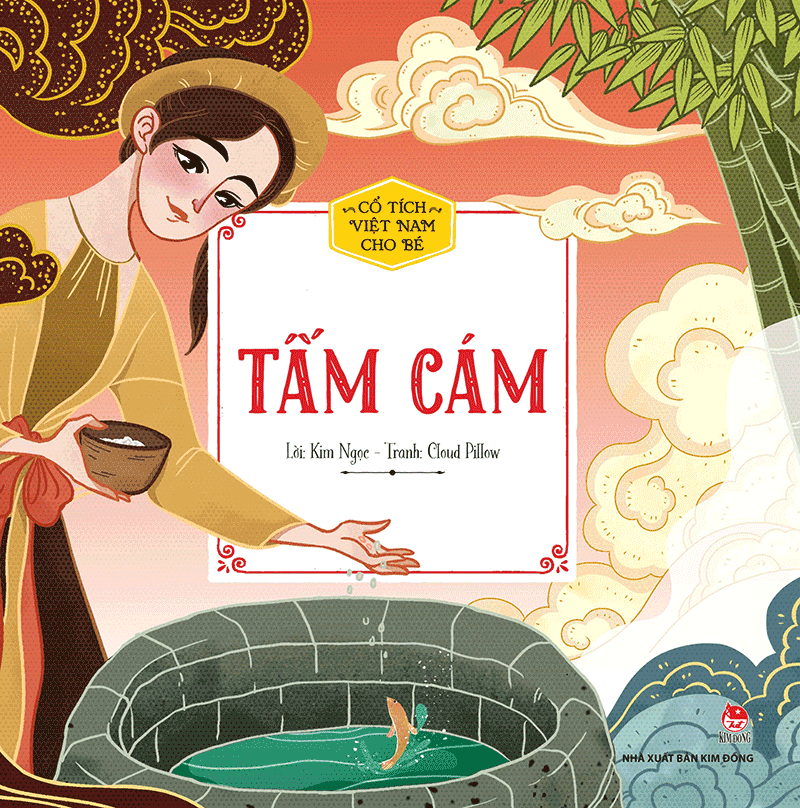 CỔ TÍCH
VIỆT NAM
CHO BÉ
TẤM CÁM
Lời: Kim Ngọc - Tranh: Cloud Pillow
KIM ĐỒNG
NHÀ XUẤT BẢN KIM ĐỒNG